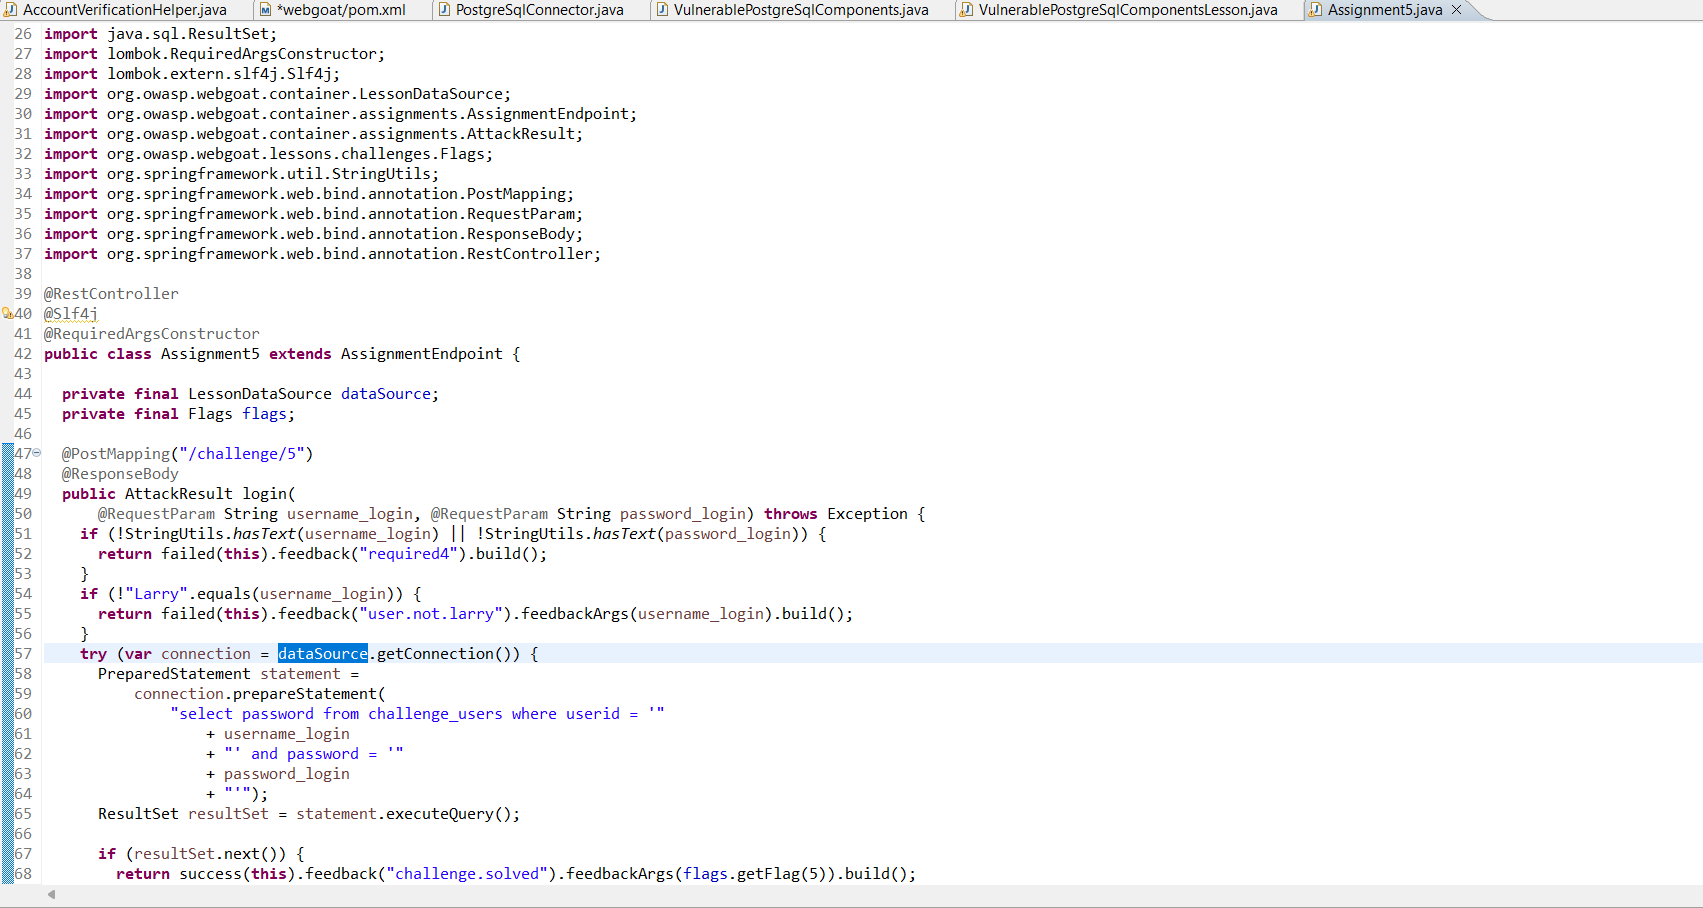 AccountVerificationHelper.java *webgoat/pom.xml PostgreSqlConnector.java VulnerablePostgreSqlComponents.java VulnerablePostgreSqlComponentsLesson.java Assignment5.java
26 import java.sql.ResultSet;
27 import lombok.RequiredArgsConstructor;
28 import lombok.extern.slf4j.Slf4j;
29 import org.owasp.webgoat.container.LessonDataSource;
30 import org.owasp.webgoat.container.assignments.AssignmentEndpoint;
31 import org.owasp.webgoat.container.assignments.AttackResult;
32 import org.owasp.webgoat.lessons.challenges.Flags;
33 import org.springframework.util.StringUtils;
34 import org.springframework.web.bind.annotation.PostMapping;
35 import org.springframework.web.bind.annotation.RequestParam;
36 import org.springframework.web.bind.annotation.ResponseBody;
37 import org.springframework.web.bind.annotation.RestController;
38
39 @RestController
40 @Slf4j
41 @RequiredArgsConstructor
42 public class Assignment5 extends AssignmentEndpoint {
43
44   private final LessonDataSource dataSource;
45   private final Flags flags;
46
47   @PostMapping("/challenge/5")
48   @ResponseBody
49   public AttackResult login(
50       @RequestParam String username_login, @RequestParam String password_login) throws Exception {
51     if (!StringUtils.hasText(username_login) || !StringUtils.hasText(password_login)) {
52       return failed(this).feedback("required4").build();
53     }
54     if (!"Larry".equals(username_login)) {
55       return failed(this).feedback("user.not.larry").feedbackArgs(username_login).build();
56     }
57     try (var connection = dataSource.getConnection()) {
58       PreparedStatement statement =
59           connection.prepareStatement(
60               "select password from challenge_users where userid = '"
61                   + username_login
62                   + "' and password = '"
63                   + password_login
64                   + "'");
65       ResultSet resultSet = statement.executeQuery();
66
67       if (resultSet.next()) {
68         return success(this).feedback("challenge.solved").feedbackArgs(flags.getFlag(5)).build();